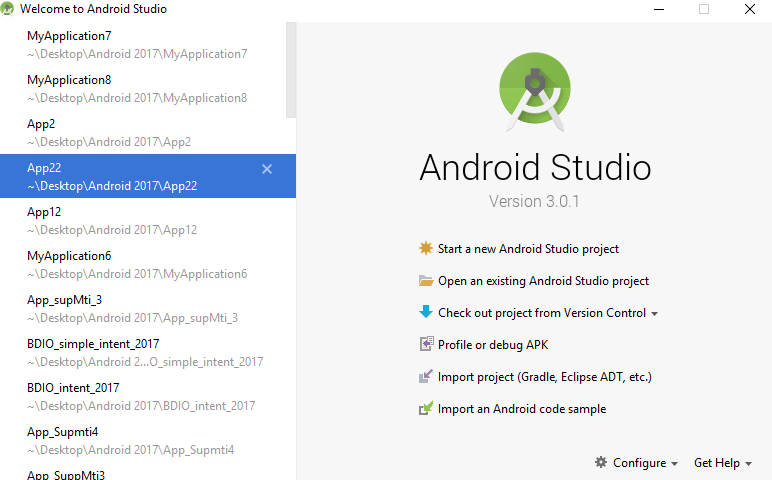 Welcome to Android Studio
MyApplication7
~\Desktop\Android 2017\MyApplication7
MyApplication8
~\Desktop\Android 2017\MyApplication8
App2
~\Desktop\Android 2017\App2
App22
~\Desktop\Android 2017\App22
App12
~\Desktop\Android 2017\App12
MyApplication6
~\Desktop\Android 2017\MyApplication6
App_supMti_3
~\Desktop\Android 2017\App_supMti_3
BDIO_simple_intent_2017
~\Desktop\Android 2...O_simple_intent_2017
BDIO_intent_2017
~\Desktop\Android 2017\BDIO_intent_2017
App_Supmti4
~\Desktop\Android 2017\App_Supmti4
App_SuppMti3
Android Studio
Version 3.0.1
Start a new Android Studio project
Open an existing Android Studio project
Check out project from Version Control
Profile or debug APK
Import project (Gradle, Eclipse ADT, etc.)
Import an Android code sample
Configure
Get Help